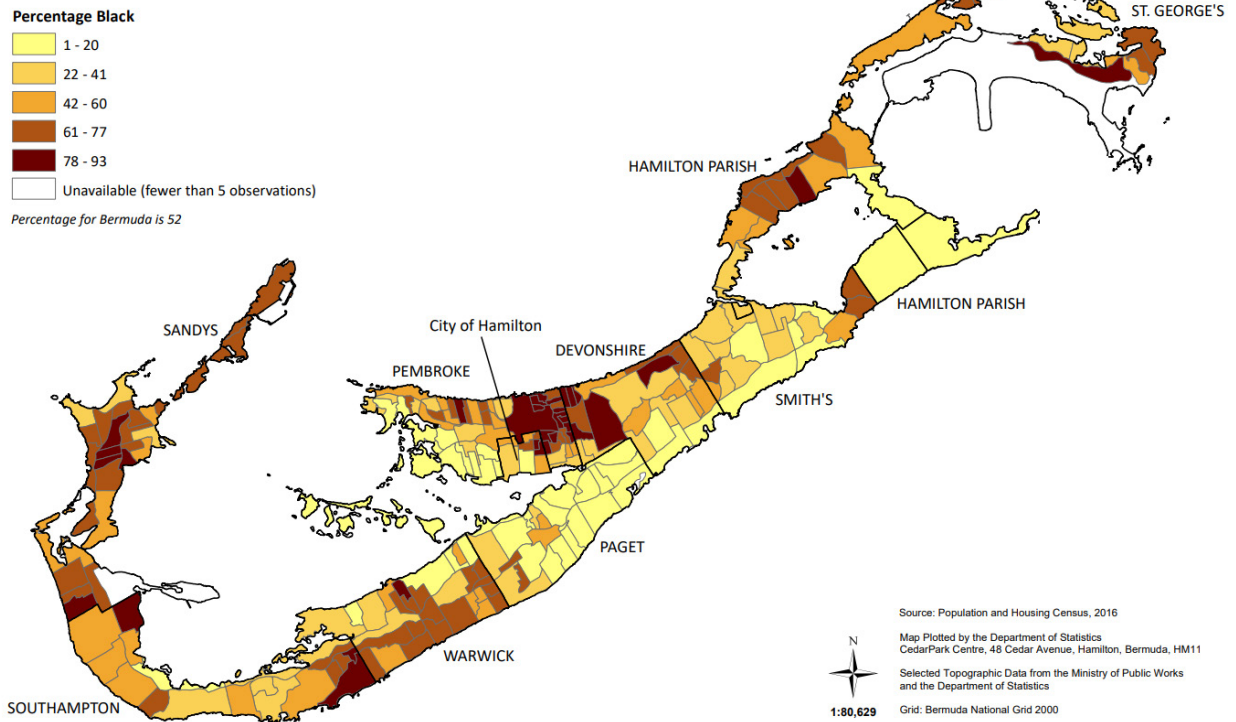 Percentage Black
1 - 20
22 - 41
42 - 60
61 - 77
78 - 93
Unavailable (fewer than 5 observations)
Percentage for Bermuda is 52
ST. GEORGE'S
HAMILTON PARISH
HAMILTON PARISH
SANDYS
City of Hamilton
DEVONSHIRE
PEMBROKE
SMITH'S
PAGET
WARWICK
SOUTHAMPTON
Source: Population and Housing Census, 2016
Map Plotted by the Department of Statistics
CedarPark Centre, 48 Cedar Avenue, Hamilton, Bermuda, HM11
Selected Topographic Data from the Ministry of Public Works
and the Department of Statistics
Grid: Bermuda National Grid 2000
N
1:80,629